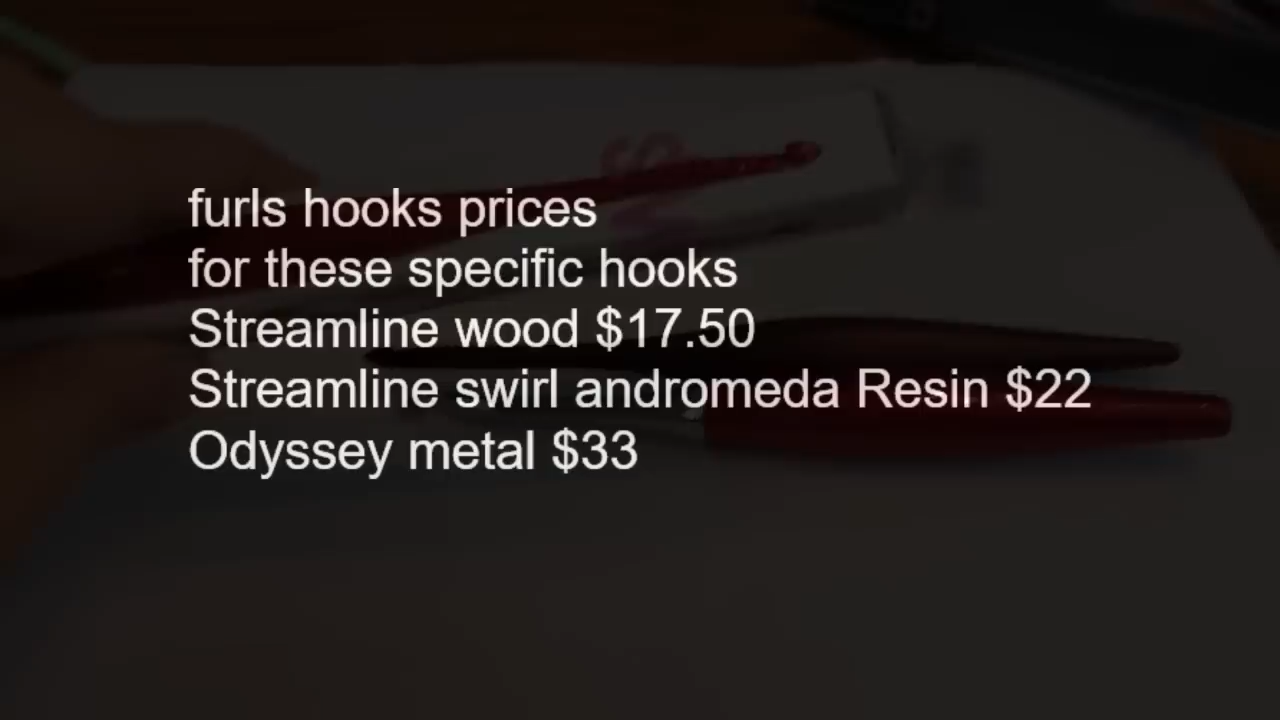 furls hooks prices
for these specific hooks
Streamline wood $17.50
Streamline swirl andromeda Resin $22
Odyssey metal $33